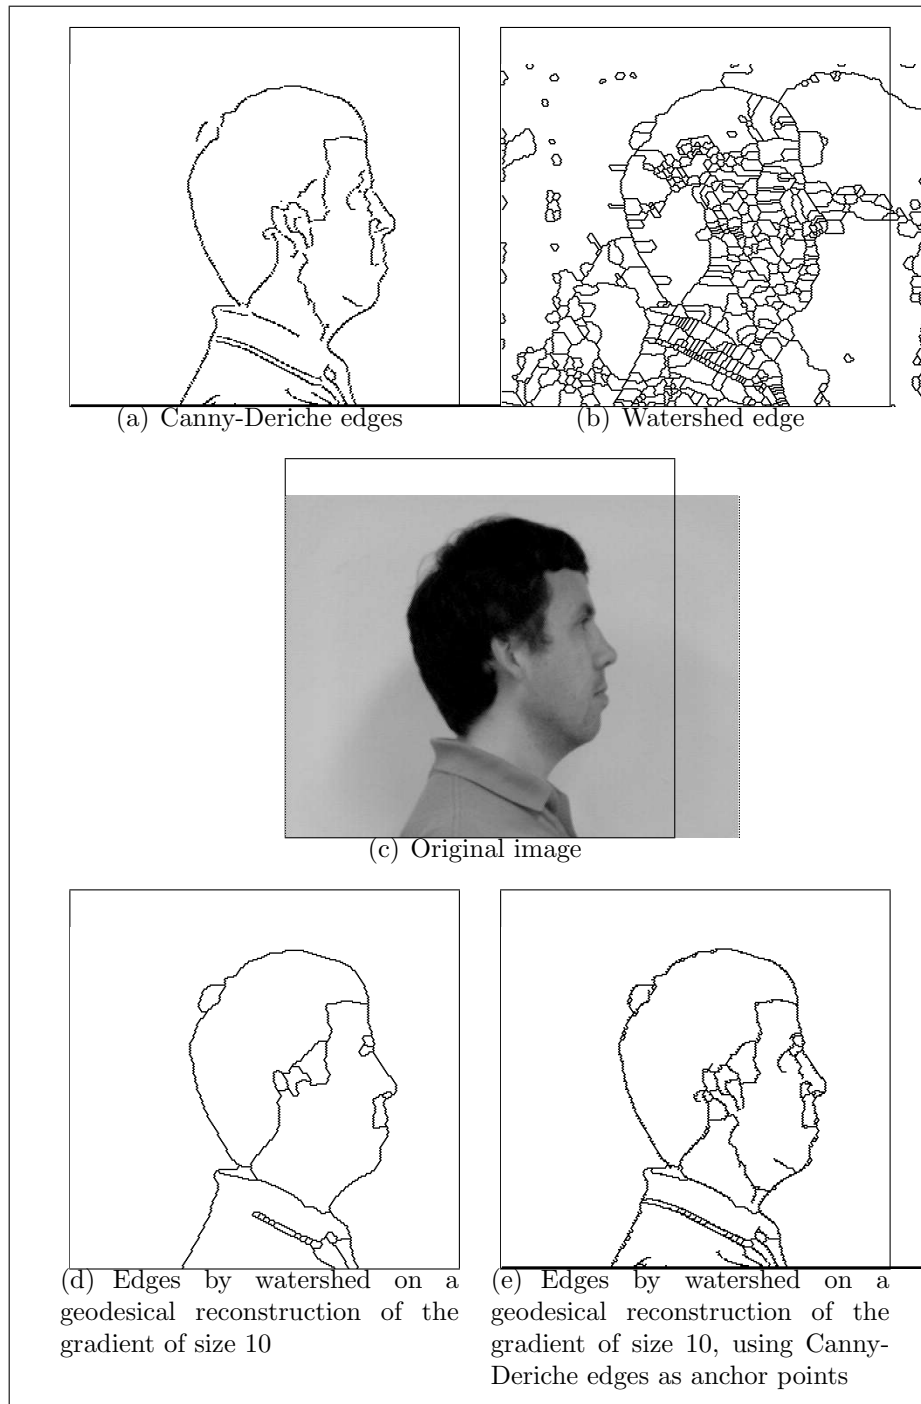 (a) Canny-Deriche edges
(b) Watershed edge
(c) Original image
(d) Edges by watershed on a
geodesical reconstruction of the
gradient of size 10
(e) Edges by watershed on a
geodesical reconstruction of the
gradient of size 10, using Canny-
Deriche edges as anchor points